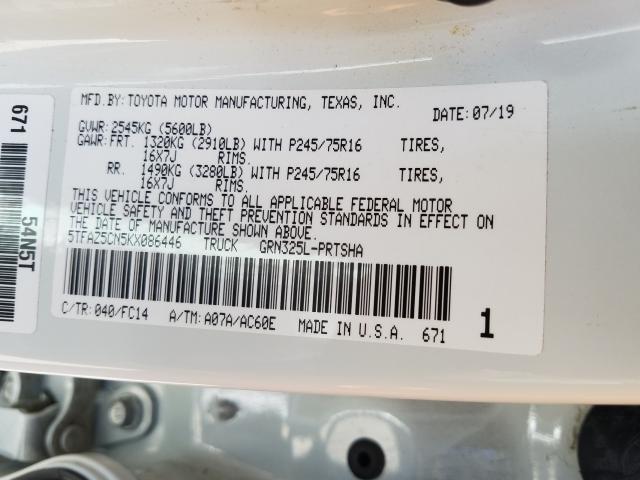 MFD.BY:TOYOTA MOTOR MANUFACTURING, TEXAS, INC.
DATE:07/19
GVWR:2545KG (5600LB)
GAWR:FRT. 1320KG (2910LB) WITH P245/75R16 TIRES,
16X7J RIMS.
RR. 1490KG (3280LB) WITH P245/75R16 TIRES,
16X7J RIMS.
THIS VEHICLE CONFORMS TO ALL APPLICABLE FEDERAL MOTOR
VEHICLE SAFETY AND THEFT PREVENTION STANDARDS IN EFFECT ON
THE DATE OF MANUFACTURE SHOWN ABOVE.
5TFAZ5CN5KX086446 TRUCK GRN325L-PRTSHA
C/TR:040/FC14 A/TM:A07A/AC60E MADE IN U.S.A. 671
1
671
54N5T